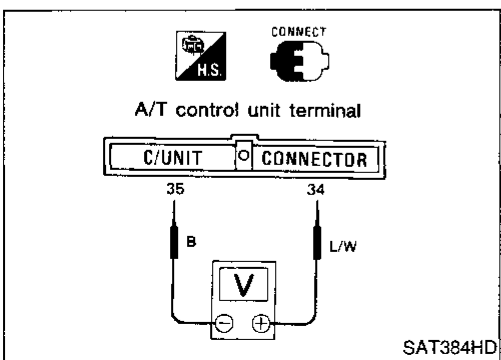 CONNECT
H.S.
A/T control unit terminal
C/UNIT CONNECTOR
35 34
B L/W
V
SAT384HD